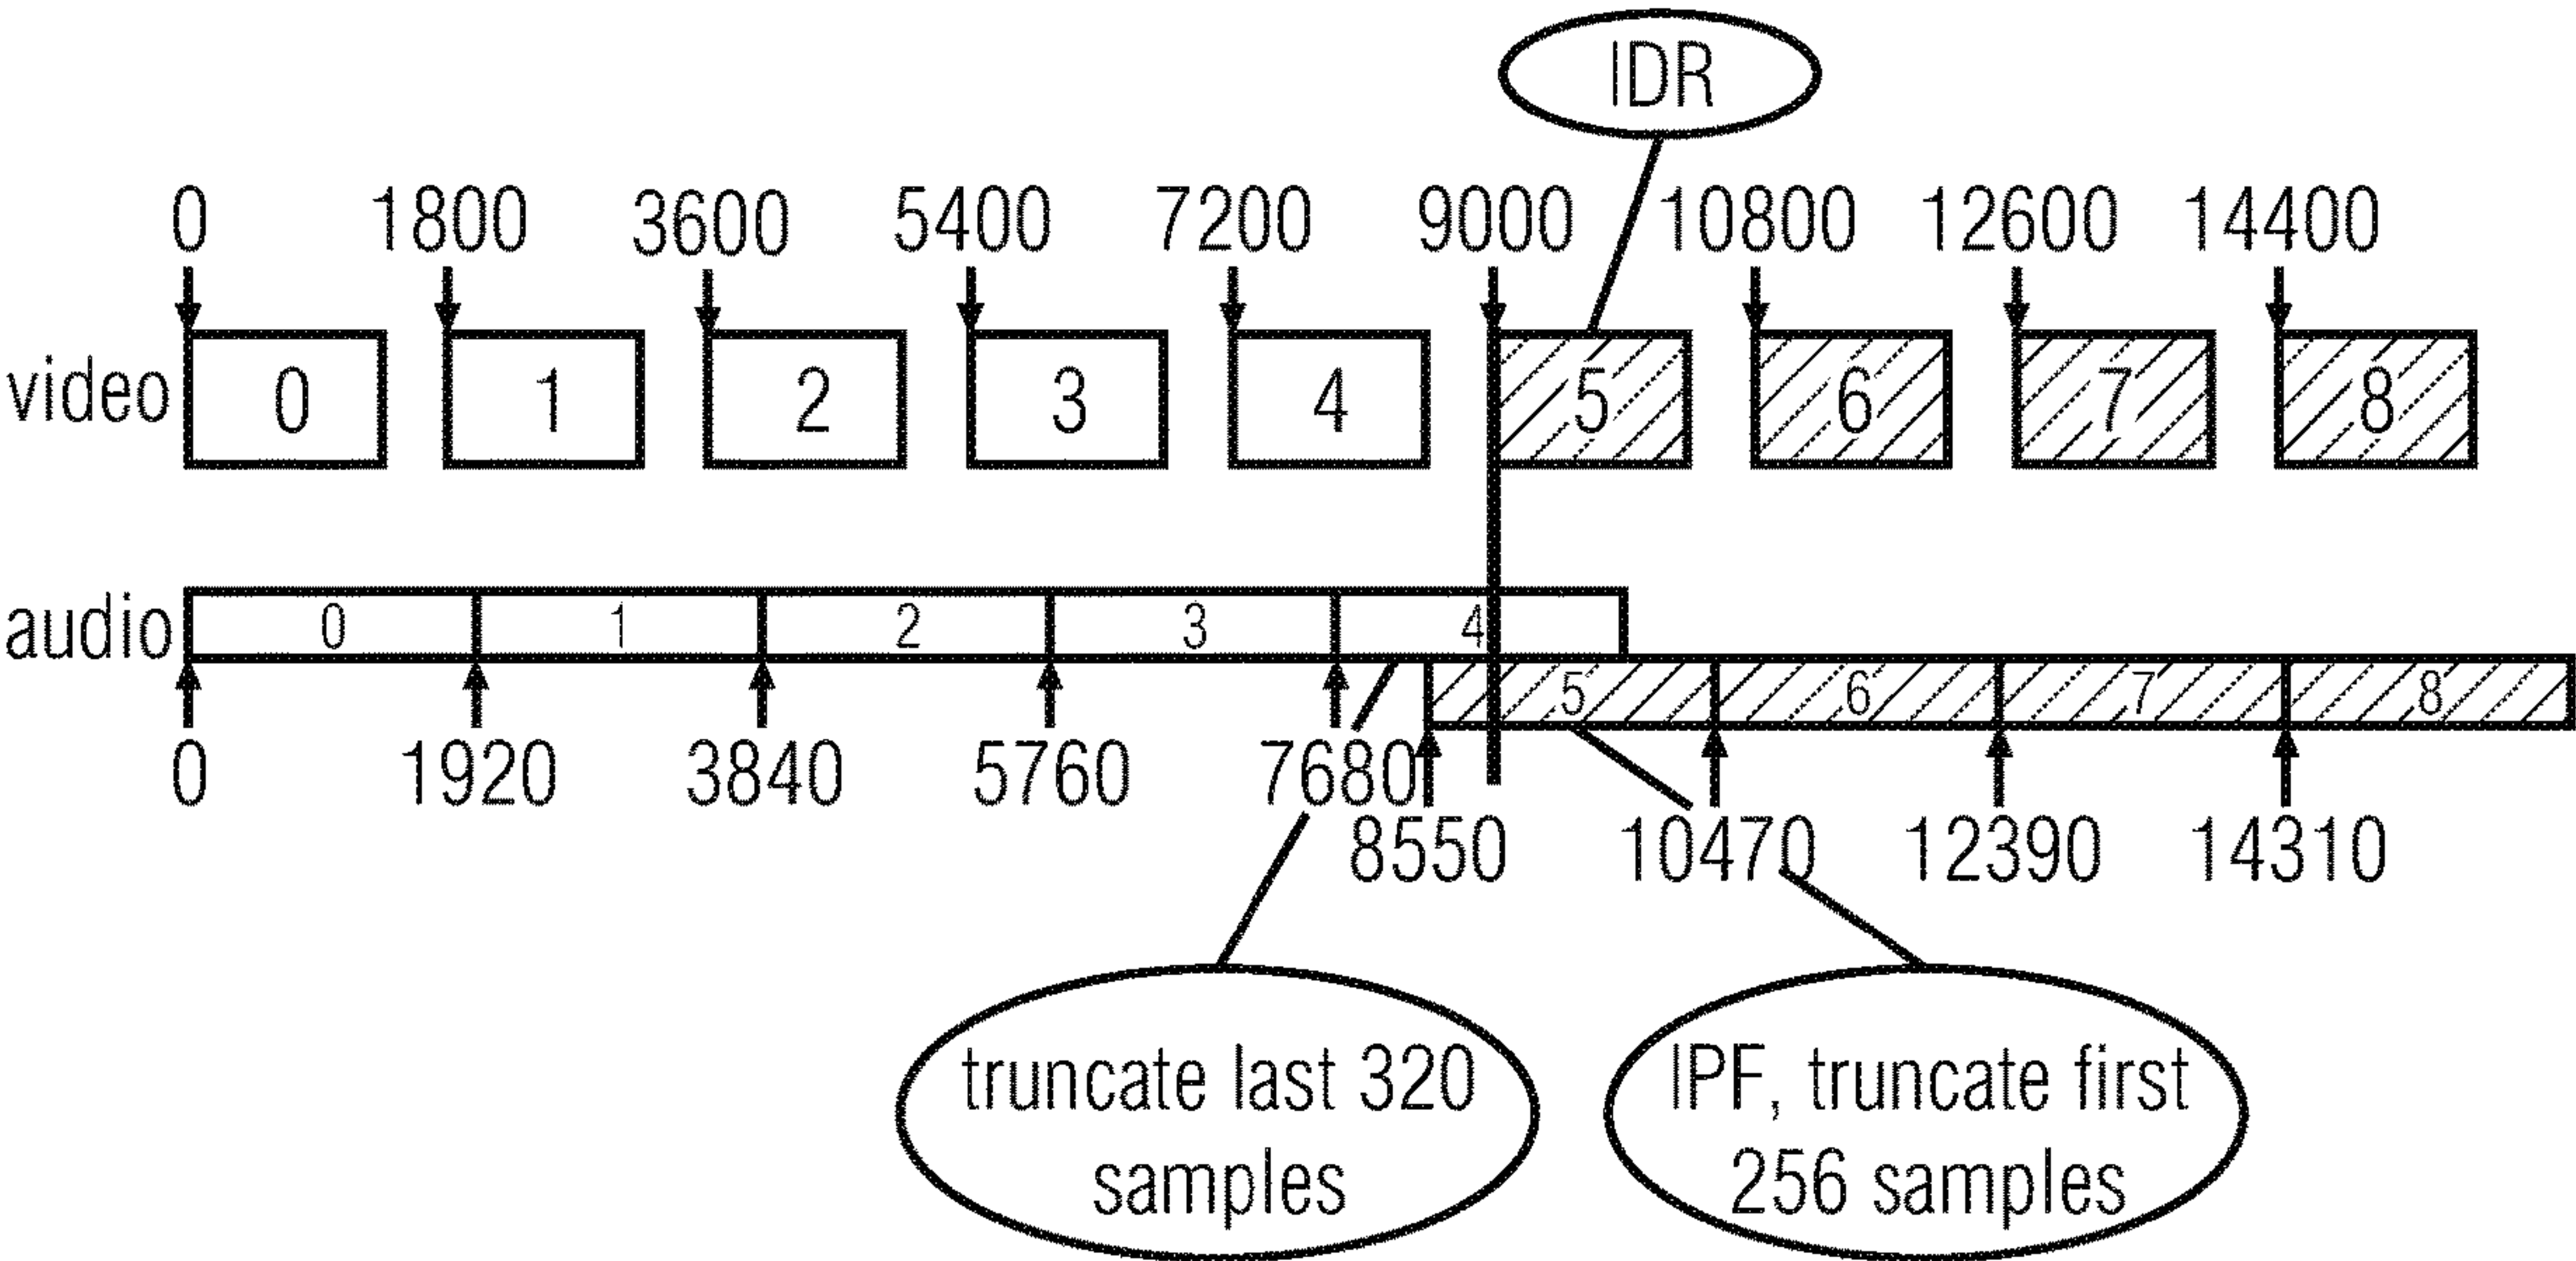 IDR
0 1800 3600 5400 7200 9000 10800 12600 14400
video 0 1 2 3 4 5 6 7 8
audio 0 1 2 3 4
5 6 7 8
0 1920 3840 5760 7680
8550 10470 12390 14310
truncate last 320
samples
IPF, truncate first
256 samples